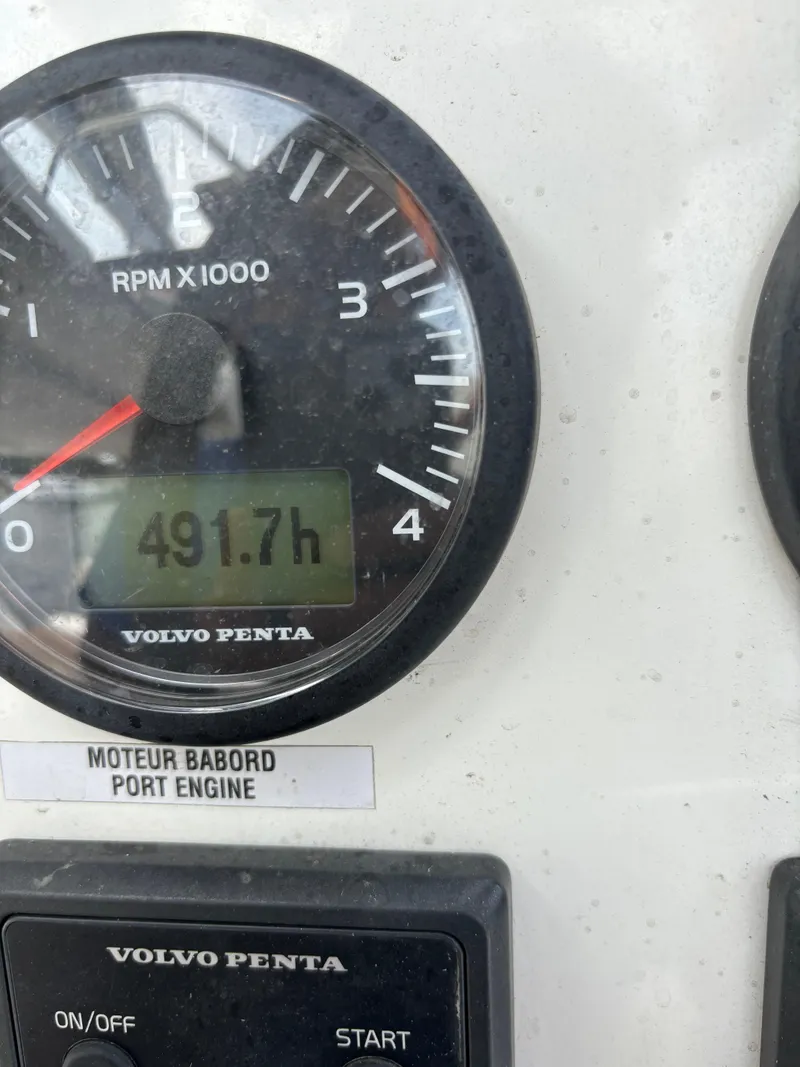 2
RPM X 1000
1
3
491.7h
0
4
VOLVO PENTA
MOTEUR BABORD
PORT ENGINE
VOLVO PENTA
ON/OFF
START